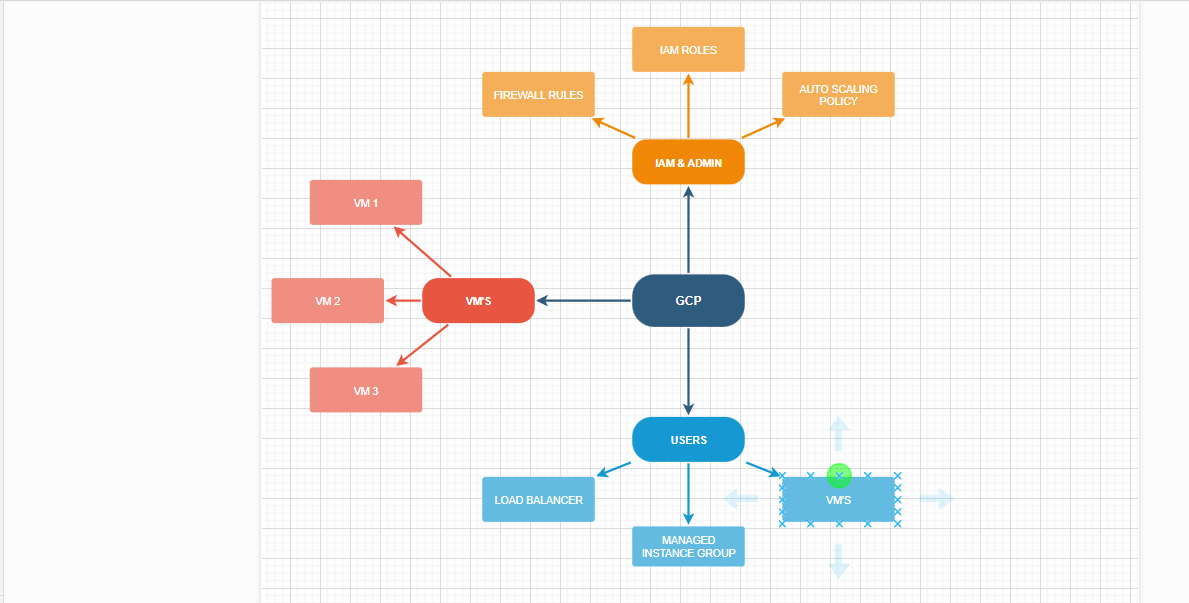 IAM ROLES
FIREWALL RULES
AUTO SCALING
POLICY
IAM & ADMIN
VM 1
VM 2
VM'S
GCP
VM 3
USERS
LOAD BALANCER
VM'S
MANAGED
INSTANCE GROUP